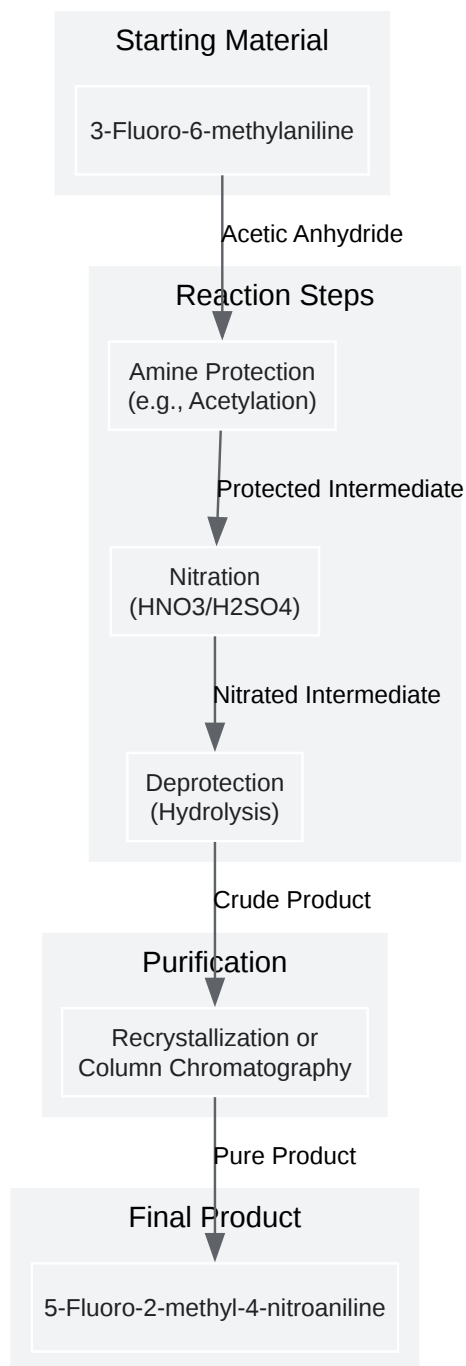 Starting Material
3-Fluoro-6-methylaniline
Acetic Anhydride
Reaction Steps
Amine Protection
(e.g., Acetylation)
Protected Intermediate
Nitration
(HNO3/H2SO4)
Nitrated Intermediate
Deprotection
(Hydrolysis)
Crude Product
Purification
Recrystallization or
Column Chromatography
Pure Product
Final Product
5-Fluoro-2-methyl-4-nitroaniline